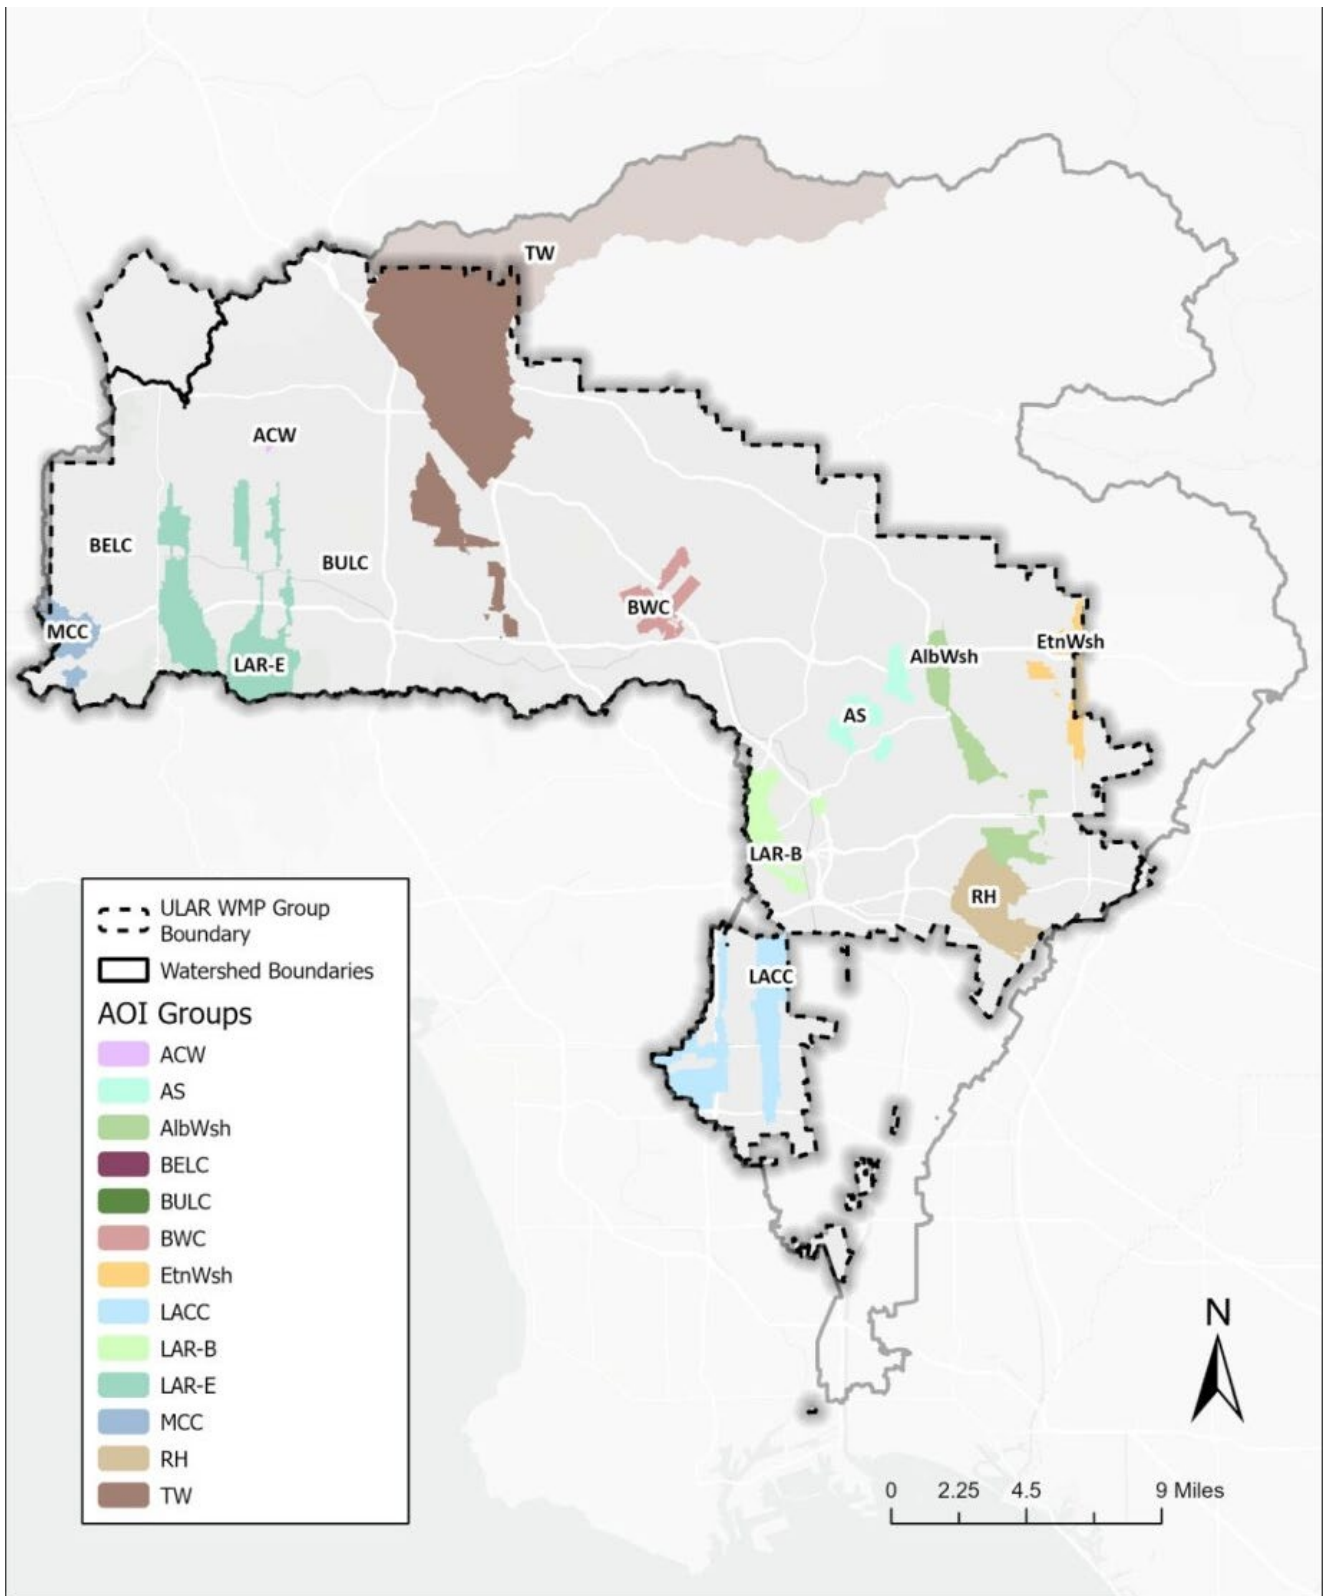 TW
ACW
BELC
BULC
BWC
MCC
LAR-E
EtnWsh
AlbWsh
AS
LAR-B
RH
LACC
ULAR WMP Group
Boundary
Watershed Boundaries
AOI Groups
ACW
AS
AlbWsh
BELC
BULC
BWC
EtnWsh
LACC
LAR-B
LAR-E
MCC
RH
TW
N
0 2.25 4.5 9 Miles